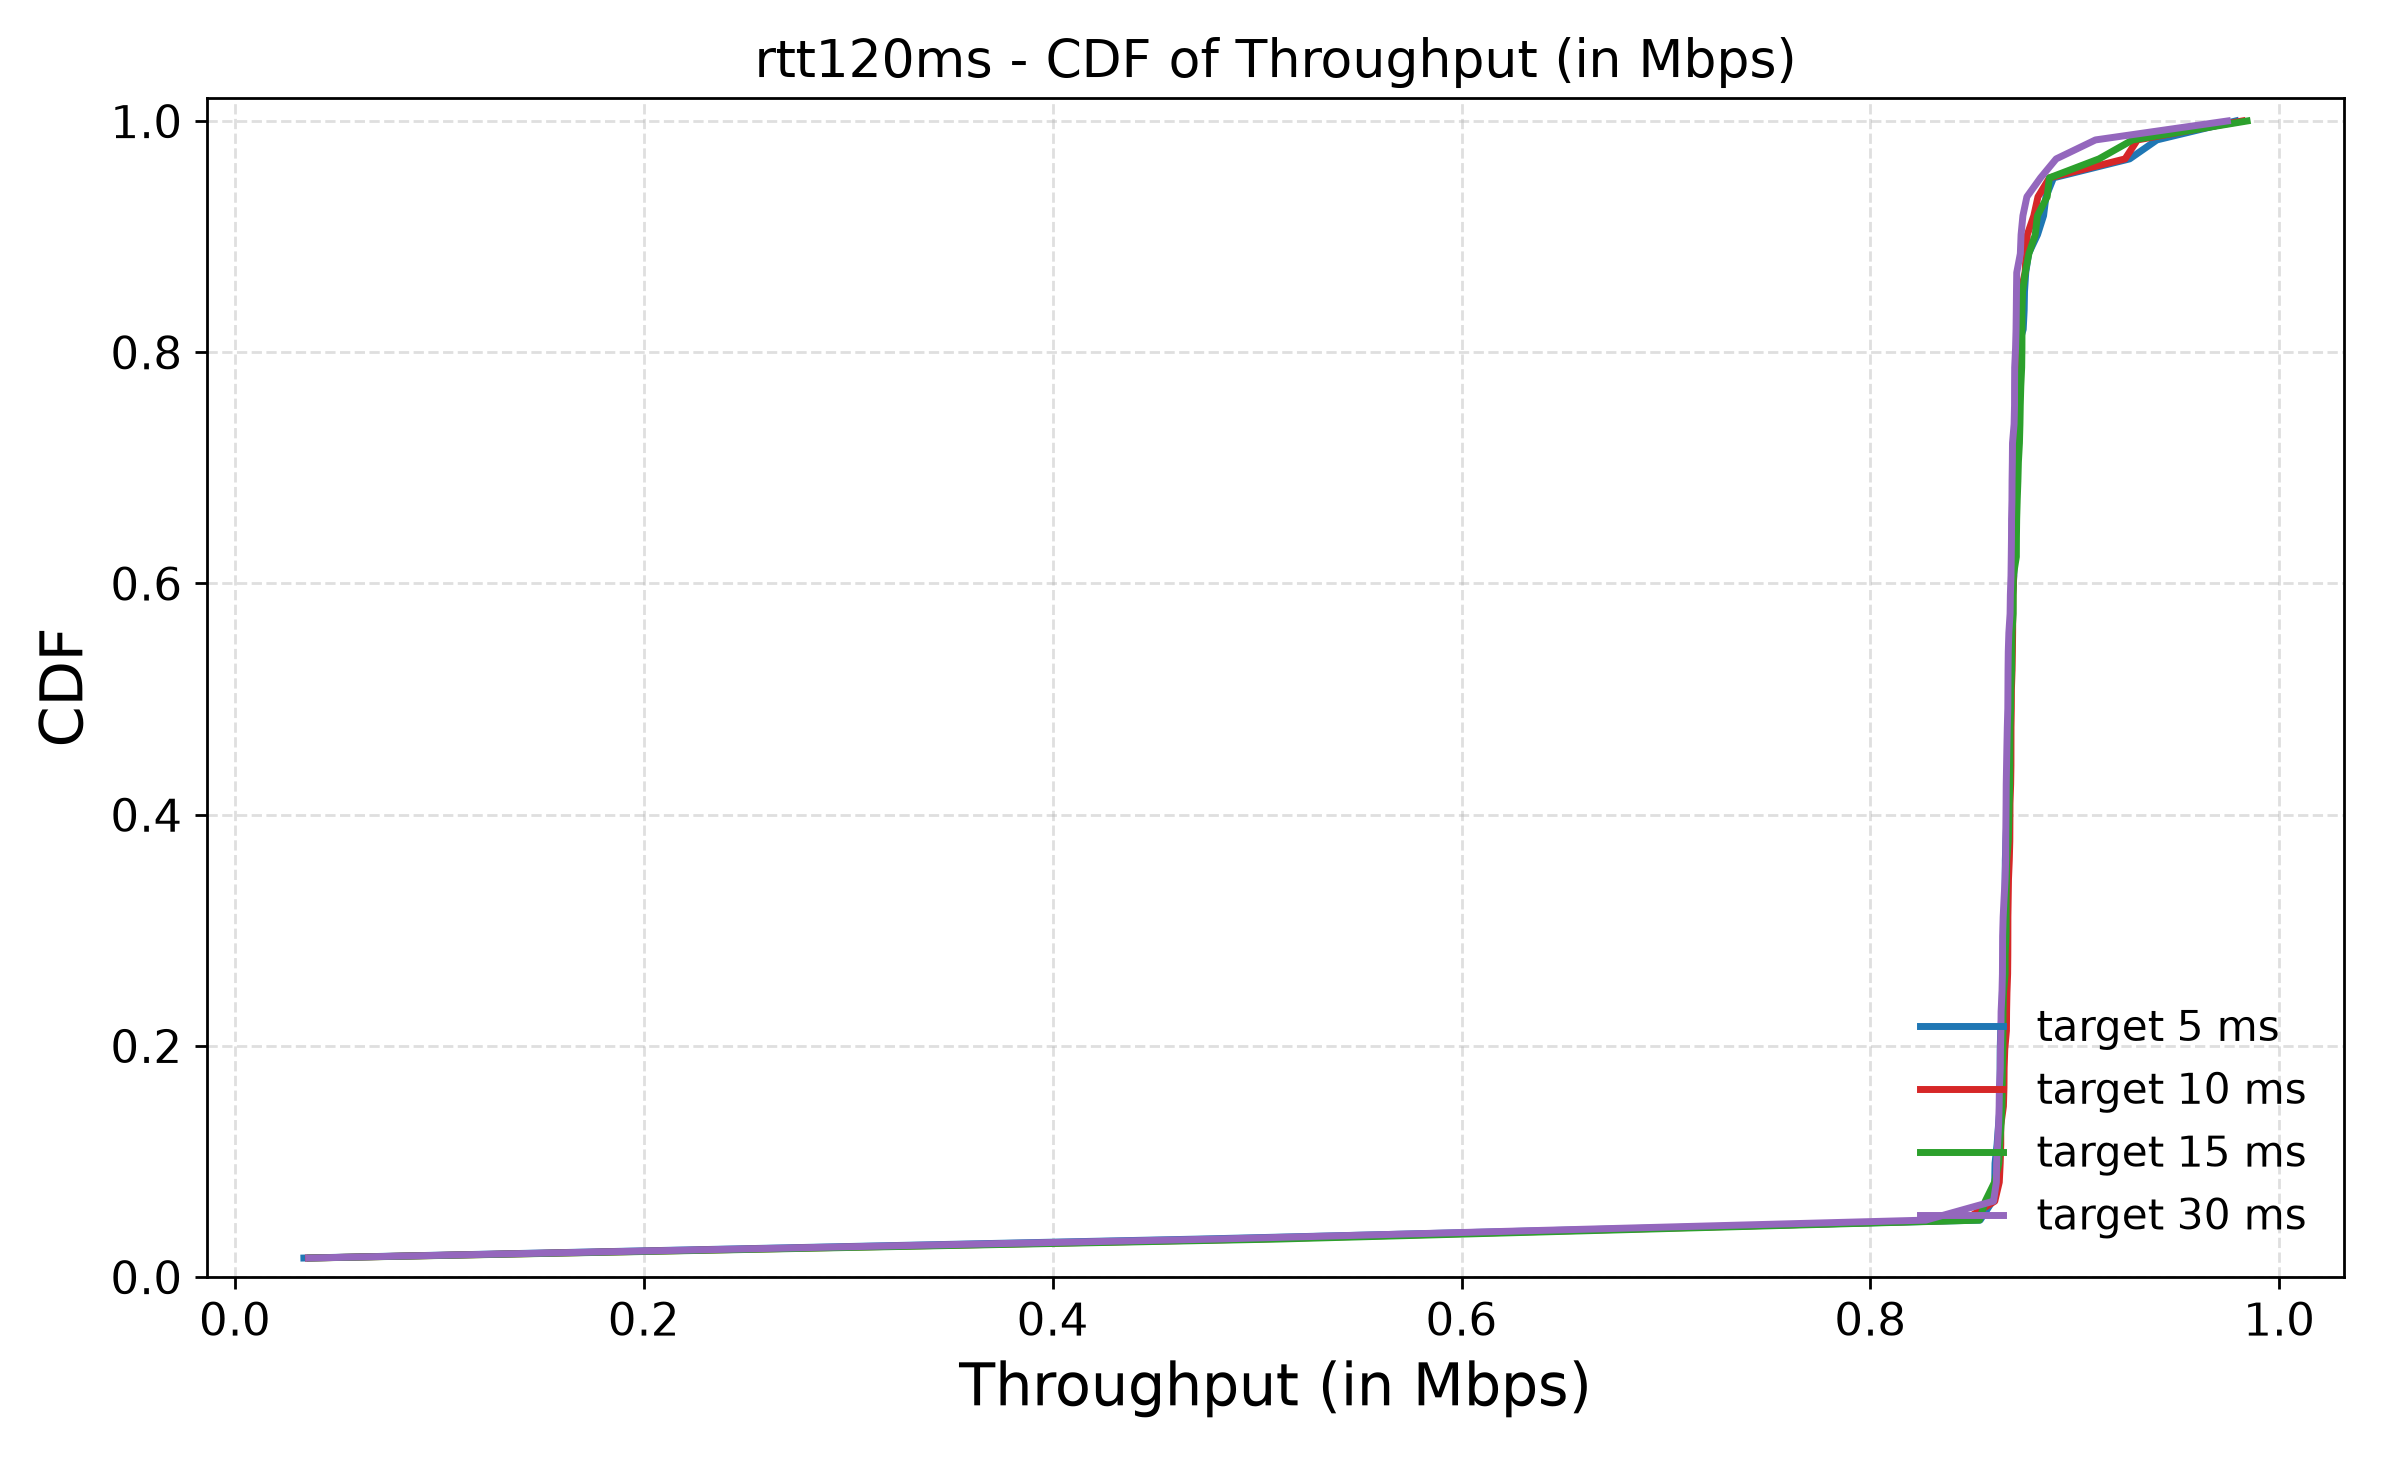 rtt120ms - CDF of Throughput (in Mbps)
1.0
0.8
0.6
0.4
0.2
0.0
CDF
target 5 ms
target 10 ms
target 15 ms
target 30 ms
0.0 0.2 0.4 0.6 0.8 1.0
Throughput (in Mbps)